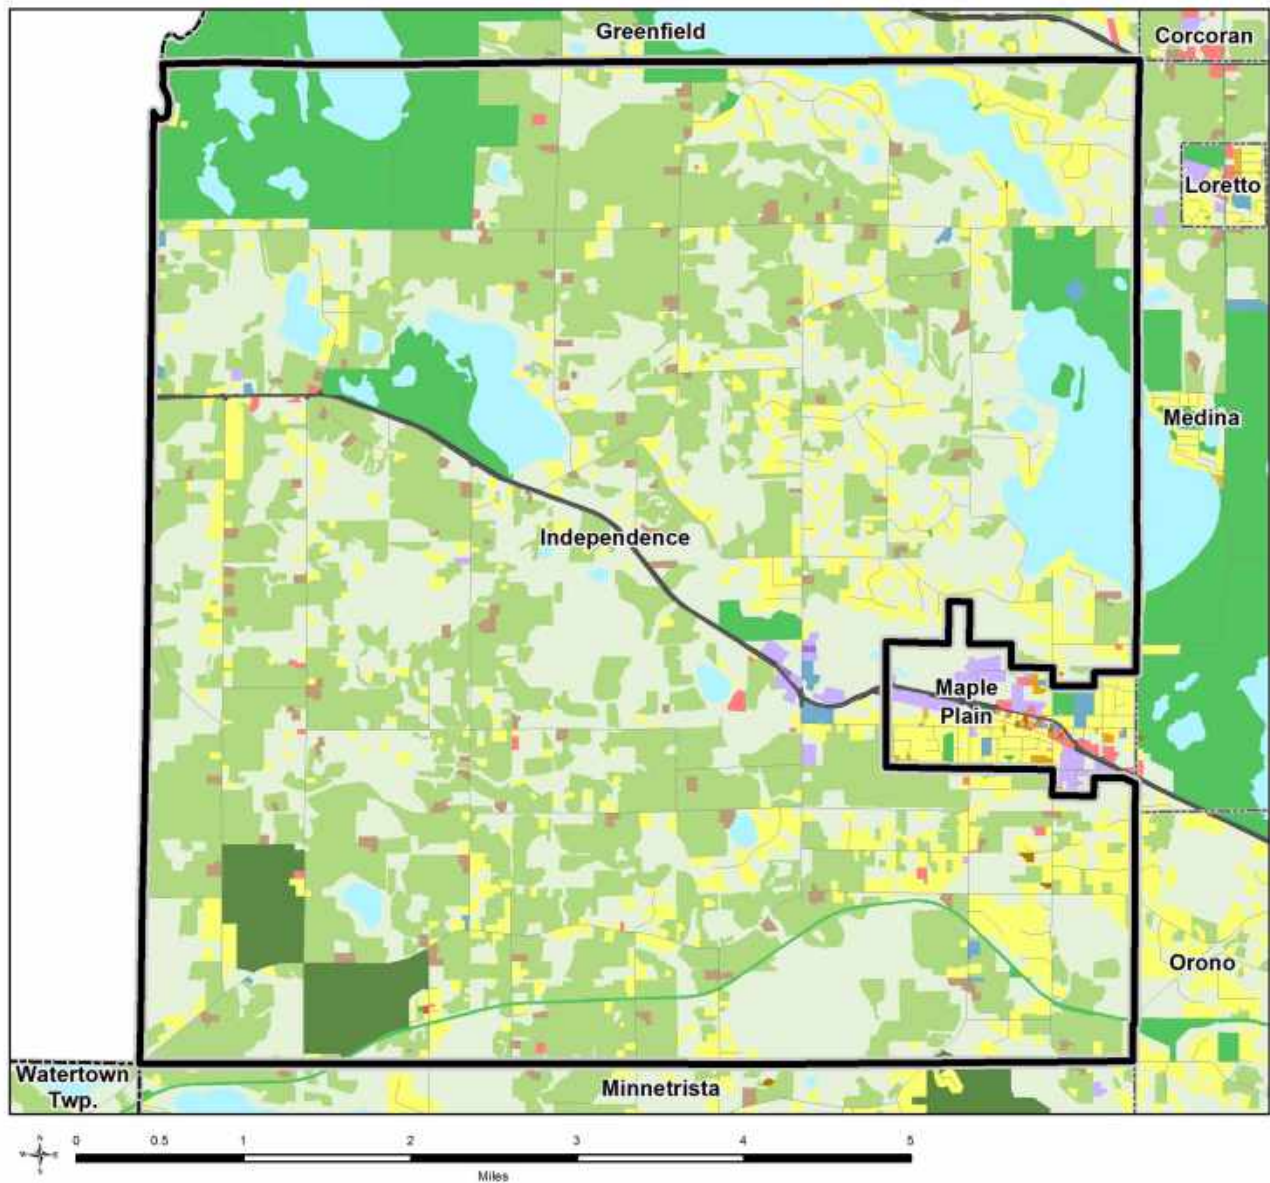 Greenfield
Corcoran
Loretto
Medina
Independence
Maple
Plain
Orono
Watertown
Twp.
Minnetrista
N
W
E
S
0
0.5
1
2
3
4
5
Miles